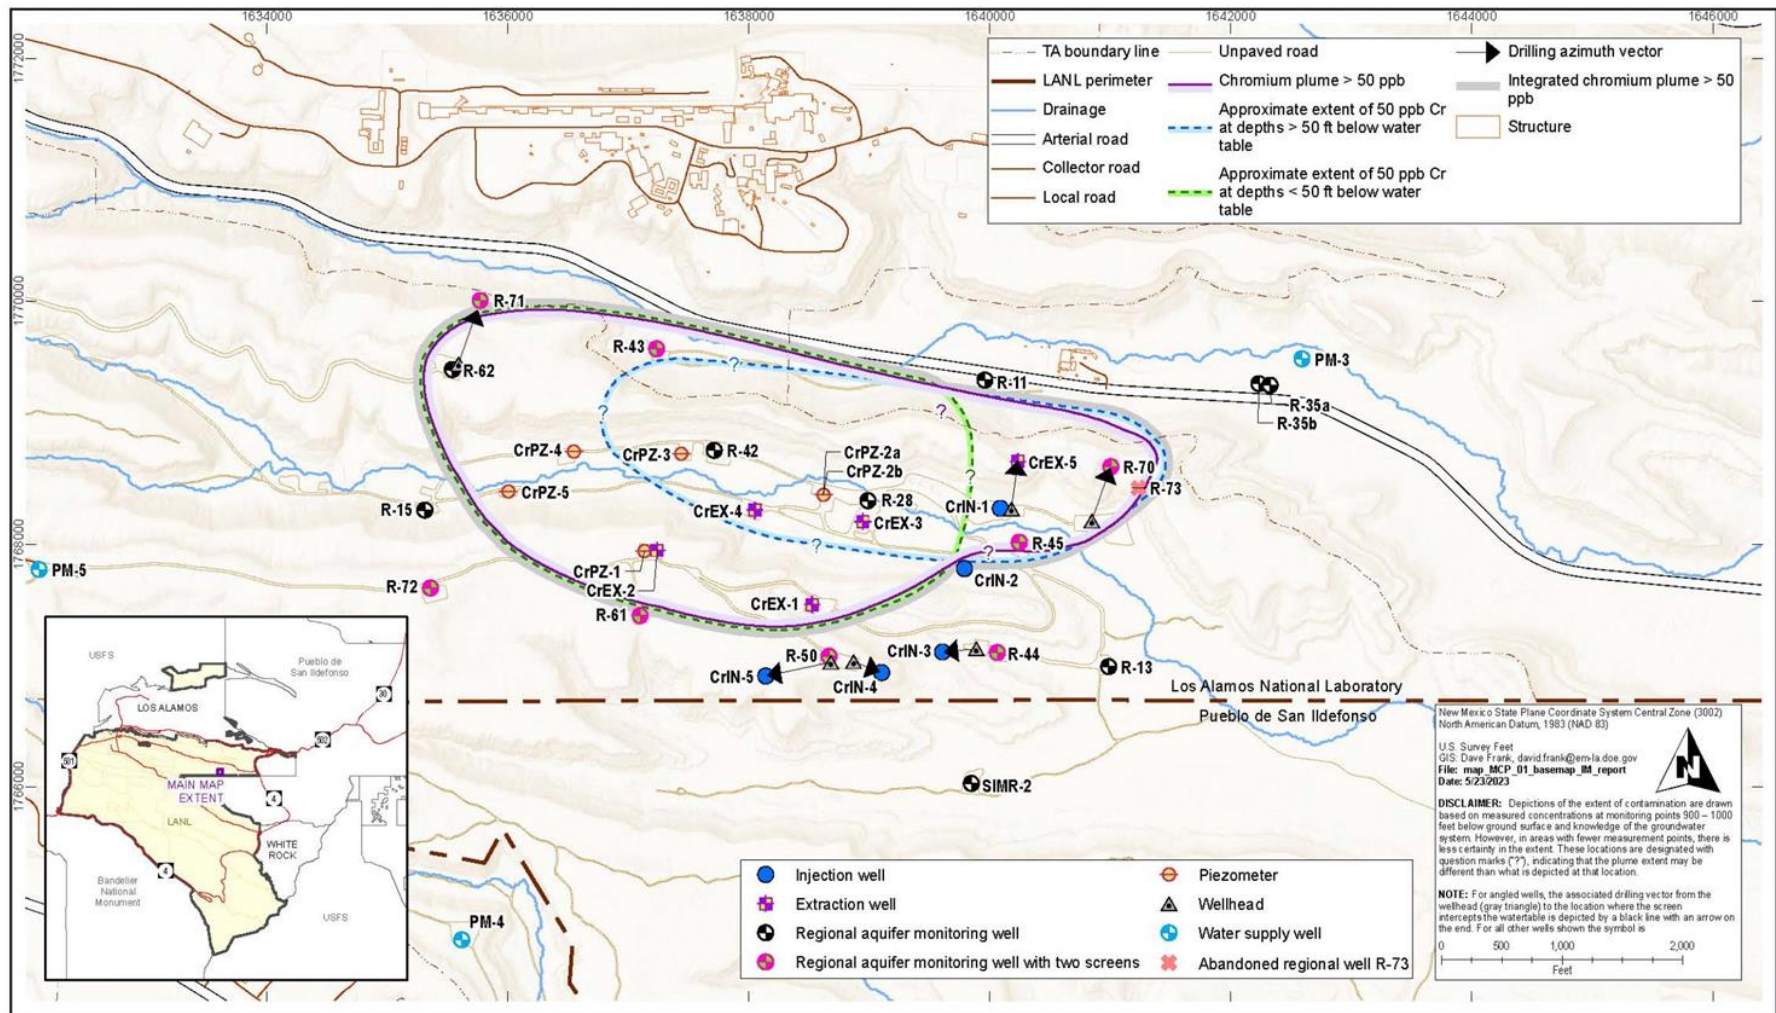 1634000
1636000
1638000
1640000
1642000
1644000
1646000
1772000
1770000
1768000
1766000
TA boundary line
LANL perimeter
Drainage
Arterial road
Collector road
Local road
Unpaved road
Chromium plume > 50 ppb
Approximate extent of 50 ppb Cr
at depths > 50 ft below water
table
Approximate extent of 50 ppb Cr
at depths < 50 ft below water
table
Drilling azimuth vector
Integrated chromium plume > 50
ppb
Structure
R-71
R-43
?
R-62
R-11
PM-3
R-35a
R-35b
?
?
CrPZ-4
CrPZ-3
R-42
CrPZ-2a
CrPZ-2b
CrEX-5
R-70
?
R-73
CrPZ-5
R-15
CrEX-4
R-28
CrEX-3
CrIN-1
R-45
?
?
PM-5
CrPZ-1
CrEX-2
CrIN-2
R-72
CrEX-1
R-61
R-50
CrIN-3
R-44
R-13
CrIN-5
CrIN-4
Los Alamos National Laboratory
Pueblo de San Ildefonso
SIMR-2
PM-4
USFS
Pueblo de
San Ildefonso
LOS ALAMOS
30
502
501
MAIN MAP
EXTENT
4
LANL
WHITE
ROCK
4
Bandelier
National
Monument
USFS
Injection well
Extraction well
Regional aquifer monitoring well
Regional aquifer monitoring well with two screens
Piezometer
Wellhead
Water supply well
Abandoned regional well R-73
New Mexico State Plane Coordinate System Central Zone (3002)
North American Datum, 1983 (NAD 83)
U.S. Survey Feet
GIS: Dave Frank, david.frank@em-la.doe.gov
File: map_MCP_01_basemap_IM_report
Date: 5/23/2023
N
DISCLAIMER: Depictions of the extent of contamination are drawn
based on measured concentrations at monitoring points 900 – 1000
feet below ground surface and knowledge of the groundwater
system. However, in areas with fewer measurement points, there is
less certainty in the extent. These locations are designated with
question marks ("?"), indicating that the plume extent may be
different than what is depicted at that location.
NOTE: For angled wells, the associated drilling vector from the
wellhead (gray triangle) to the location where the screen
intercepts the watertable is depicted by a black line with an arrow on
the end. For all other wells shown the symbol is
0 500 1,000 2,000
Feet